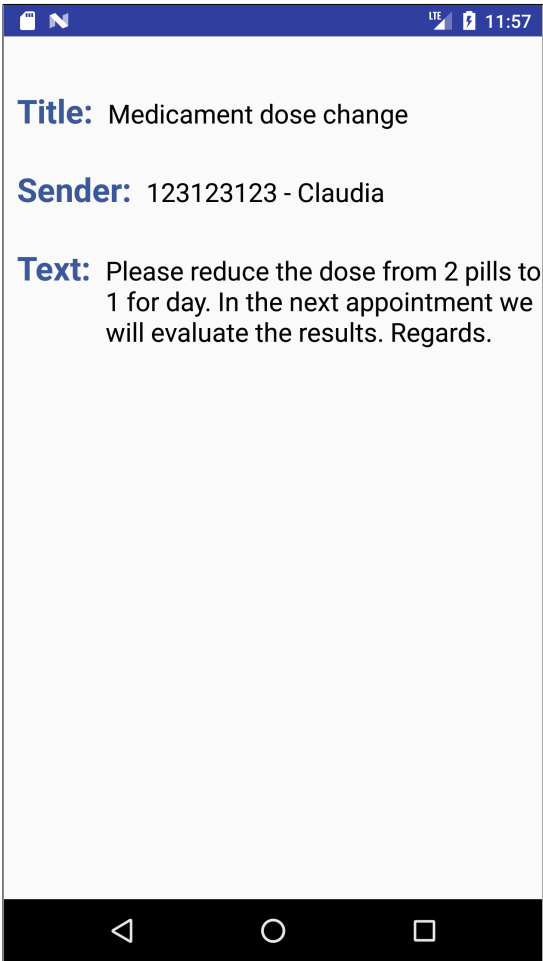 LTE 11:57
Title: Medicament dose change
Sender: 123123123 - Claudia
Text: Please reduce the dose from 2 pills to
1 for day. In the next appointment we
will evaluate the results. Regards.